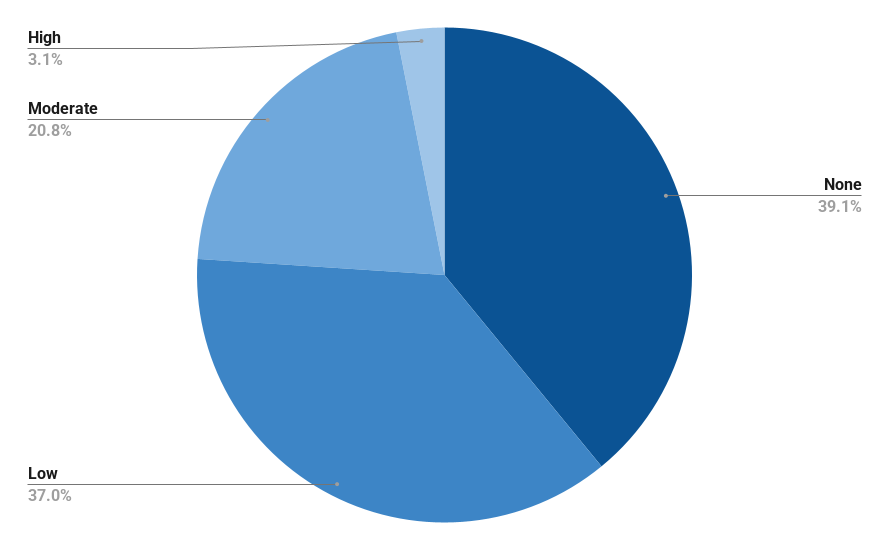 High
3.1%
Moderate
20.8%
None
39.1%
Low
37.0%